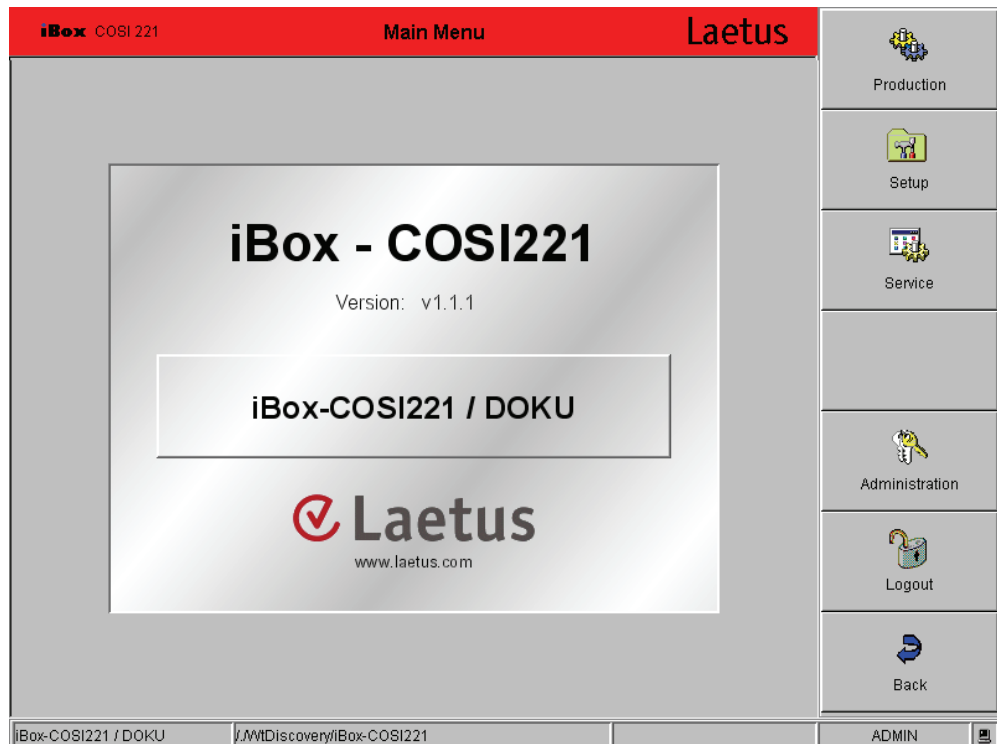 iBox COSI 221
Main Menu
Laetus
Production
Setup
Service
Administration
Logout
Back
iBox - COSI221
Version: v1.1.1
iBox-COSI221 / DOKU
Laetus
www.laetus.com
iBox-COSI221 / DOKU
/./WtDiscovery/iBox-COSI221
ADMIN